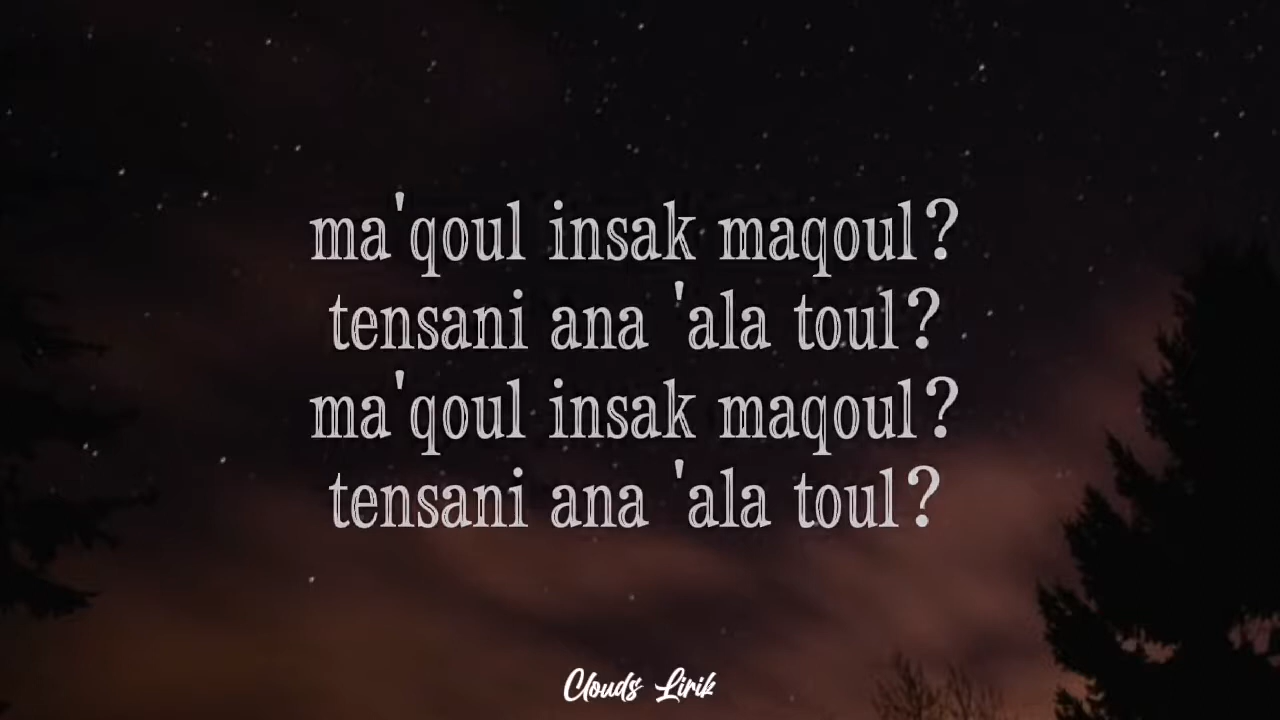 ma'qoul insak maqoul?
tensani ana 'ala toul?
ma'qoul insak maqoul?
tensani ana 'ala toul?
Clouds Lirik